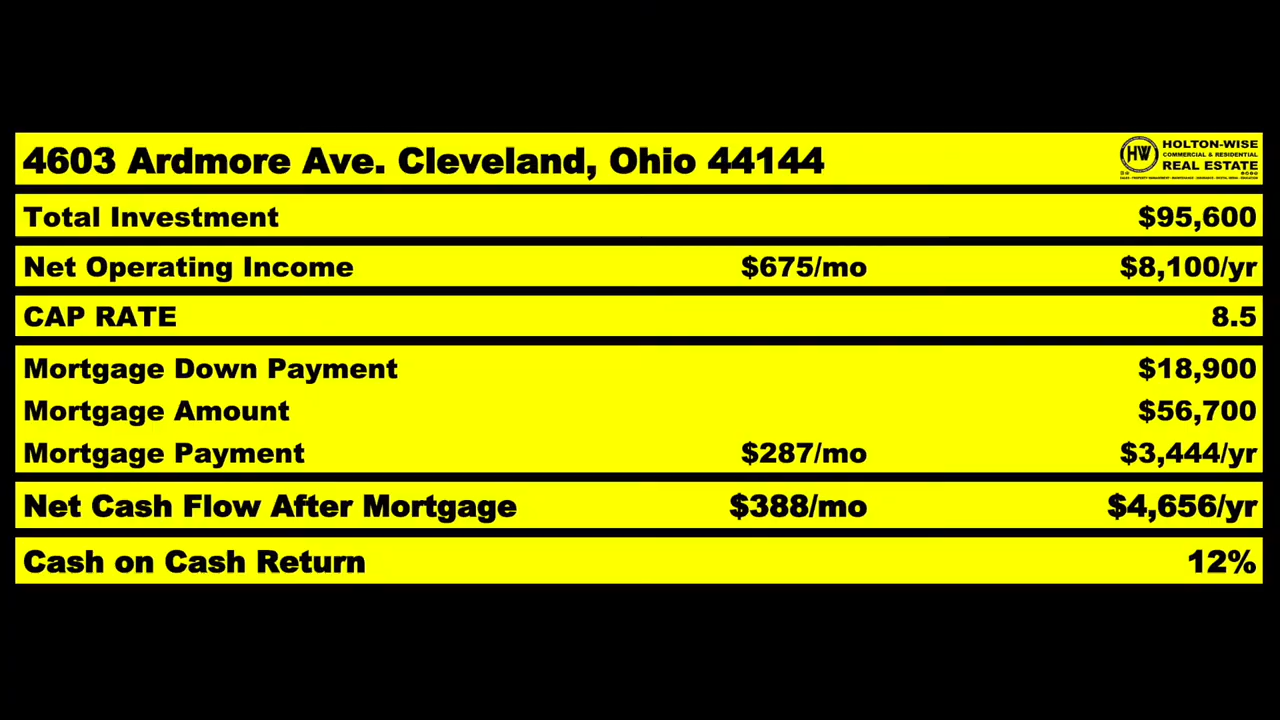 4603 Ardmore Ave. Cleveland, Ohio 44144
HW HOLTON-WISE
COMMERCIAL & RESIDENTIAL
REAL ESTATE
Total Investment $95,600
Net Operating Income $675/mo $8,100/yr
CAP RATE 8.5
Mortgage Down Payment $18,900
Mortgage Amount $56,700
Mortgage Payment $287/mo $3,444/yr
Net Cash Flow After Mortgage $388/mo $4,656/yr
Cash on Cash Return 12%